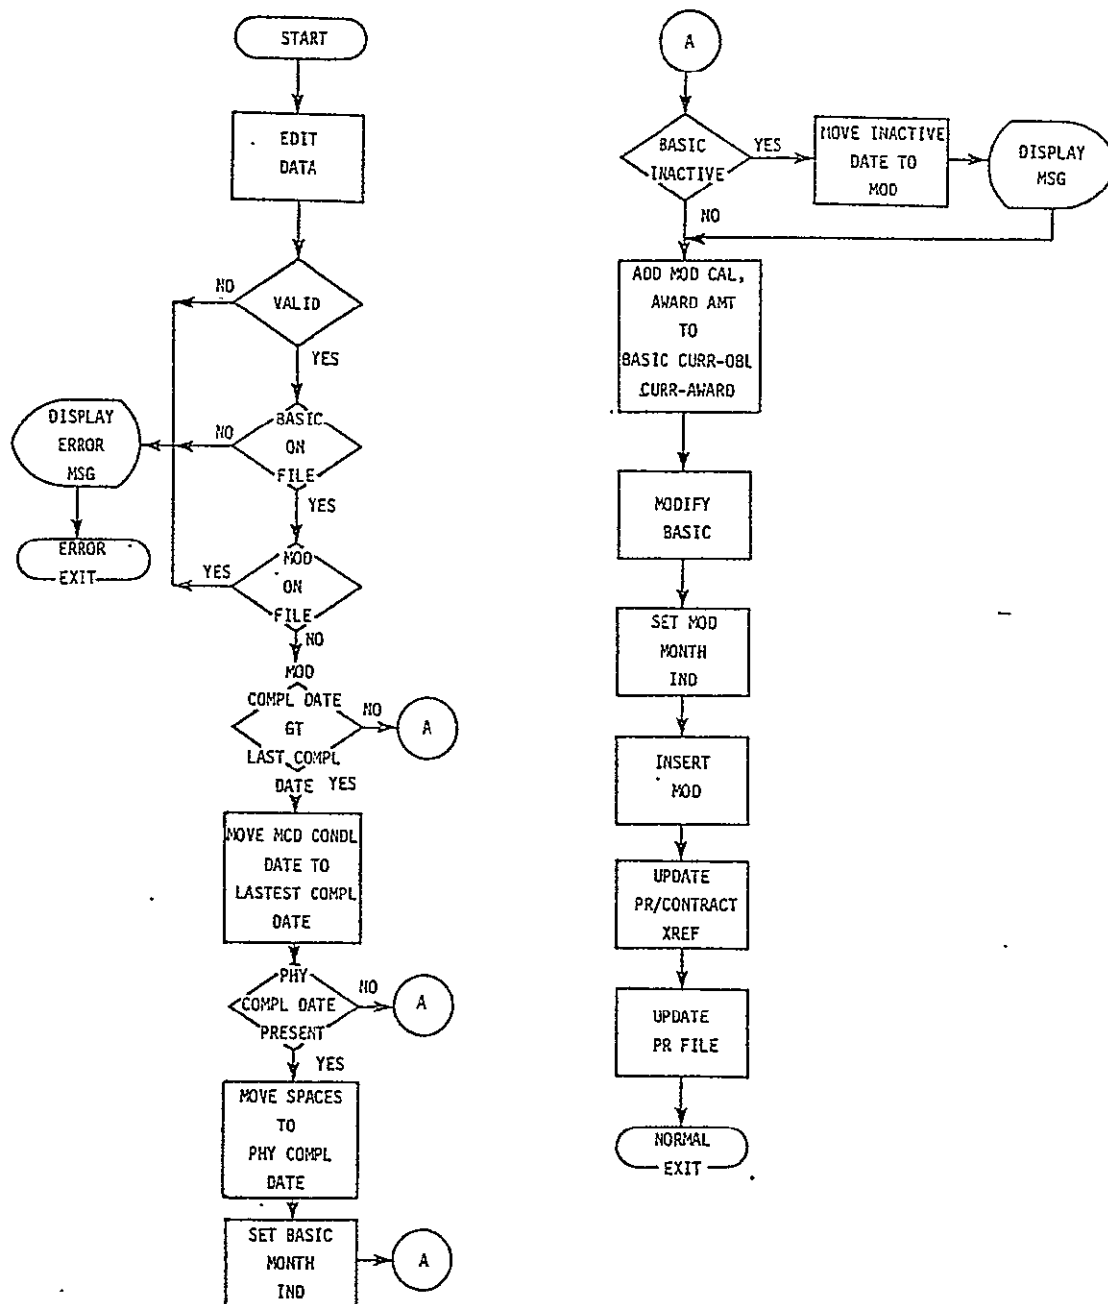 START
EDIT
DATA
NO
VALID
YES
DISPLAY
ERROR
MSG
NO
BASIC
ON
FILE
YES
ERROR
EXIT
YES
MOD
ON
FILE
NO
MOD
COMPL DATE
GT
LAST COMPL
DATE
NO
A
YES
MOVE MCD CONDL
DATE TO
LASTEST COMPL
DATE
PHY
COMPL DATE
PRESENT
NO
A
YES
MOVE SPACES
TO
PHY COMPL
DATE
SET BASIC
MONTH
IND
A
A
BASIC
INACTIVE
YES
MOVE INACTIVE
DATE TO
MOD
DISPLAY
MSG
NO
ADD MOD CAL,
AWARD AMT
TO
BASIC CURR-OBL
CURR-AWARD
MODIFY
BASIC
SET MOD
MONTH
IND
INSERT
MOD
UPDATE
PR/CONTRACT
XREF
UPDATE
PR FILE
NORMAL
EXIT